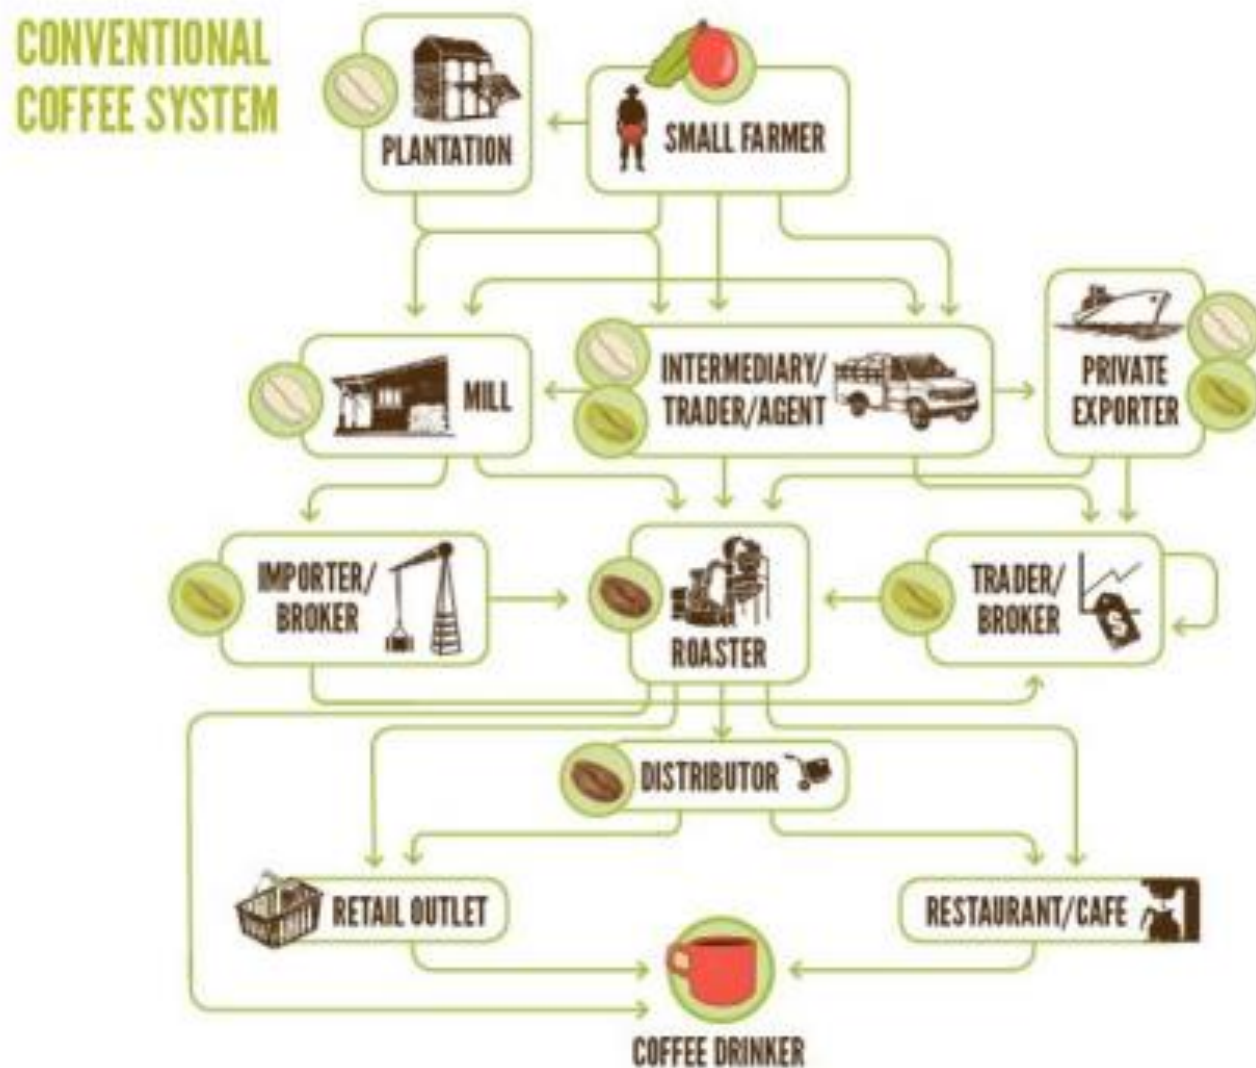 CONVENTIONAL
COFFEE SYSTEM
PLANTATION
SMALL FARMER
MILL
INTERMEDIARY/
TRADER/AGENT
PRIVATE
EXPORTER
IMPORTER/
BROKER
ROASTER
TRADER/
BROKER
$
DISTRIBUTOR
RETAIL OUTLET
RESTAURANT/CAFE
COFFEE DRINKER